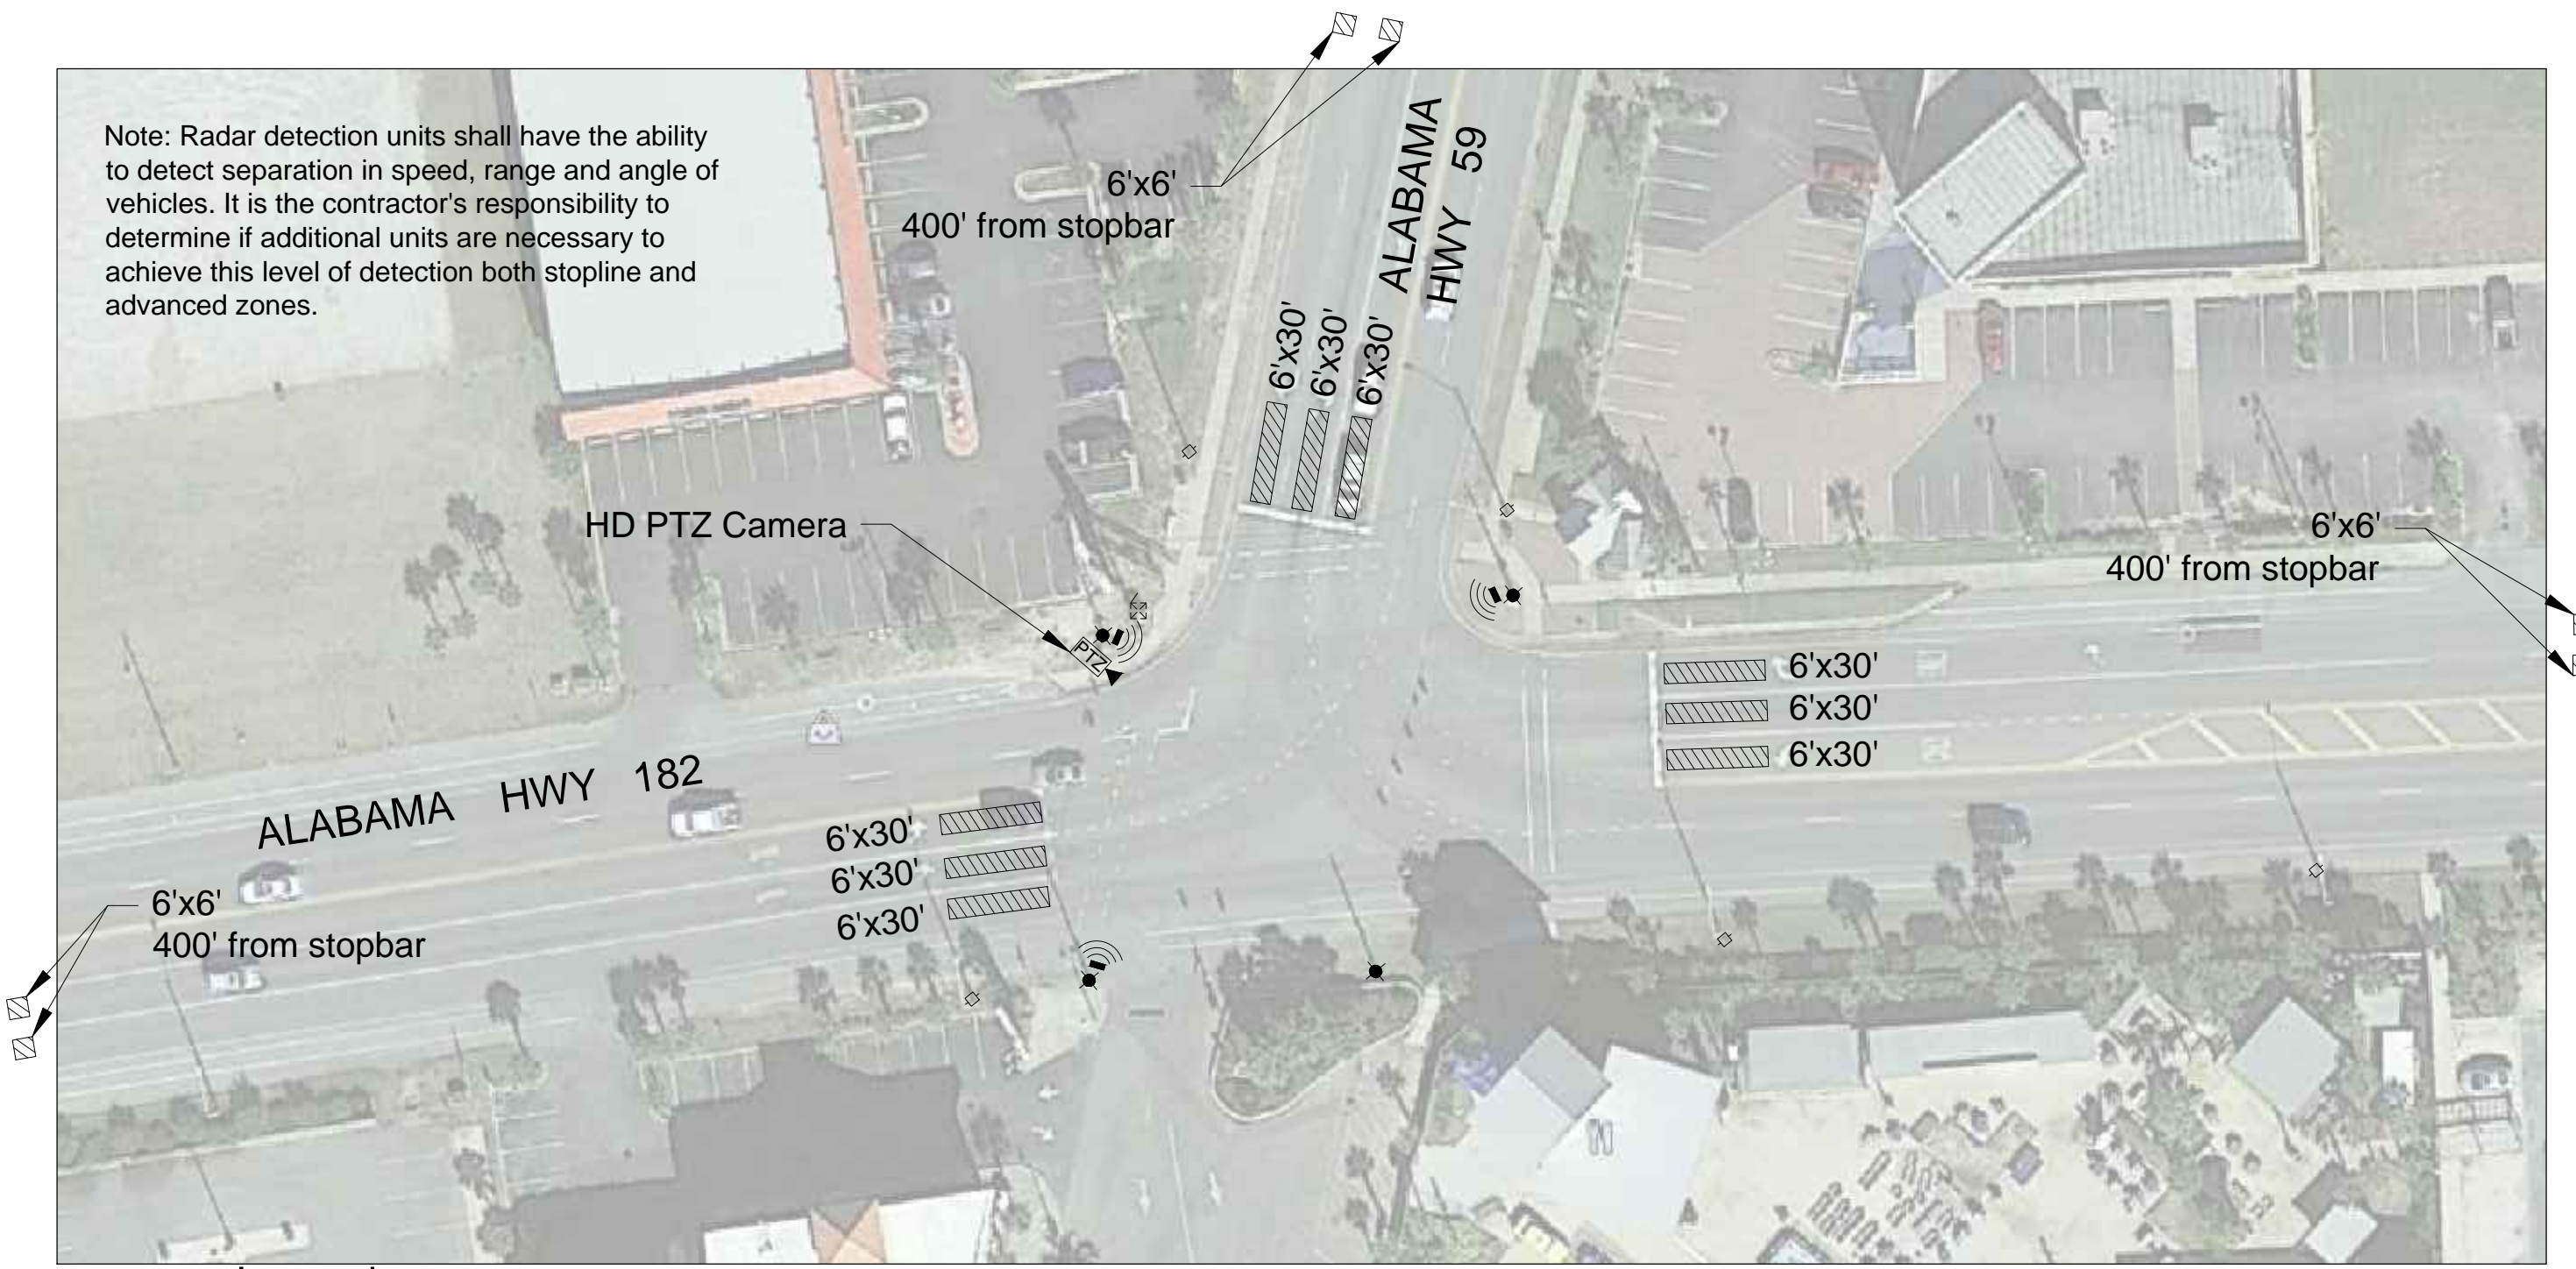 Note: Radar detection units shall have the ability
to detect separation in speed, range and angle of
vehicles. It is the contractor's responsibility to
determine if additional units are necessary to
achieve this level of detection both stopline and
advanced zones.
6'x6'
400' from stopbar
ALABAMA
HWY 59
6'x30'
6'x30'
6'x30'
HD PTZ Camera
PTZ
6'x6'
400' from stopbar
6'x30'
6'x30'
6'x30'
ALABAMA HWY 182
6'x30'
6'x30'
6'x30'
6'x6'
400' from stopbar